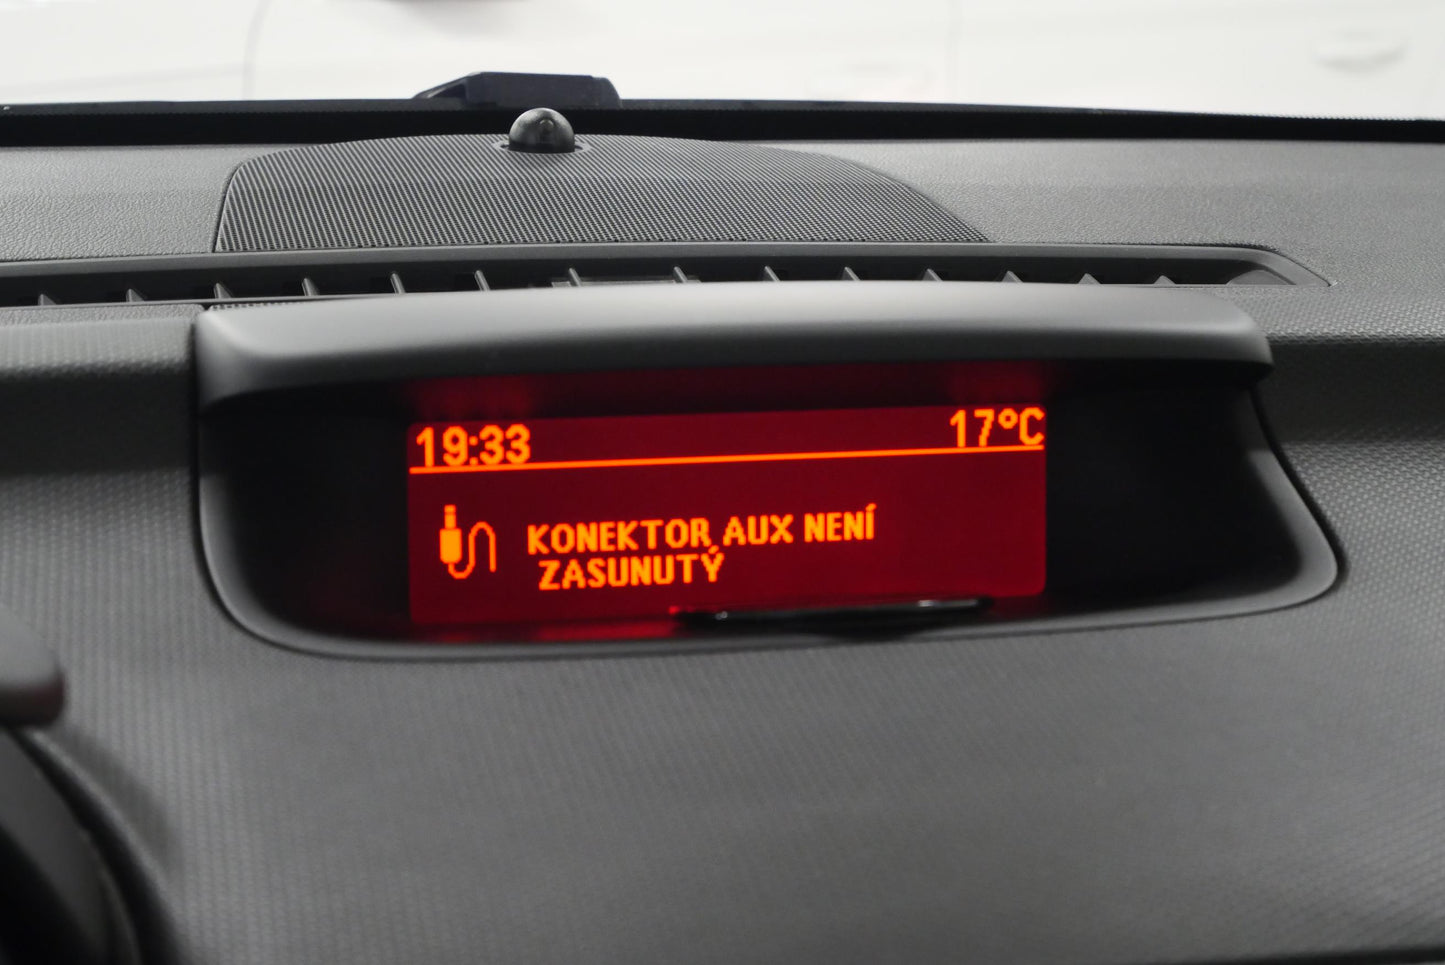 19:33 17°C
KONEKTOR AUX NENÍ
ZASUNUTÝ